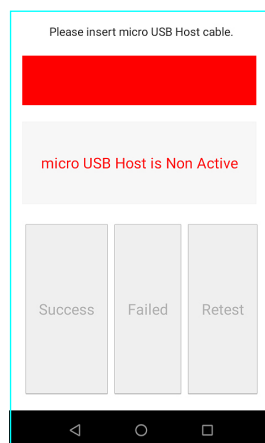 Please insert micro USB Host cable.
micro USB Host is Non Active
Success Failed Retest